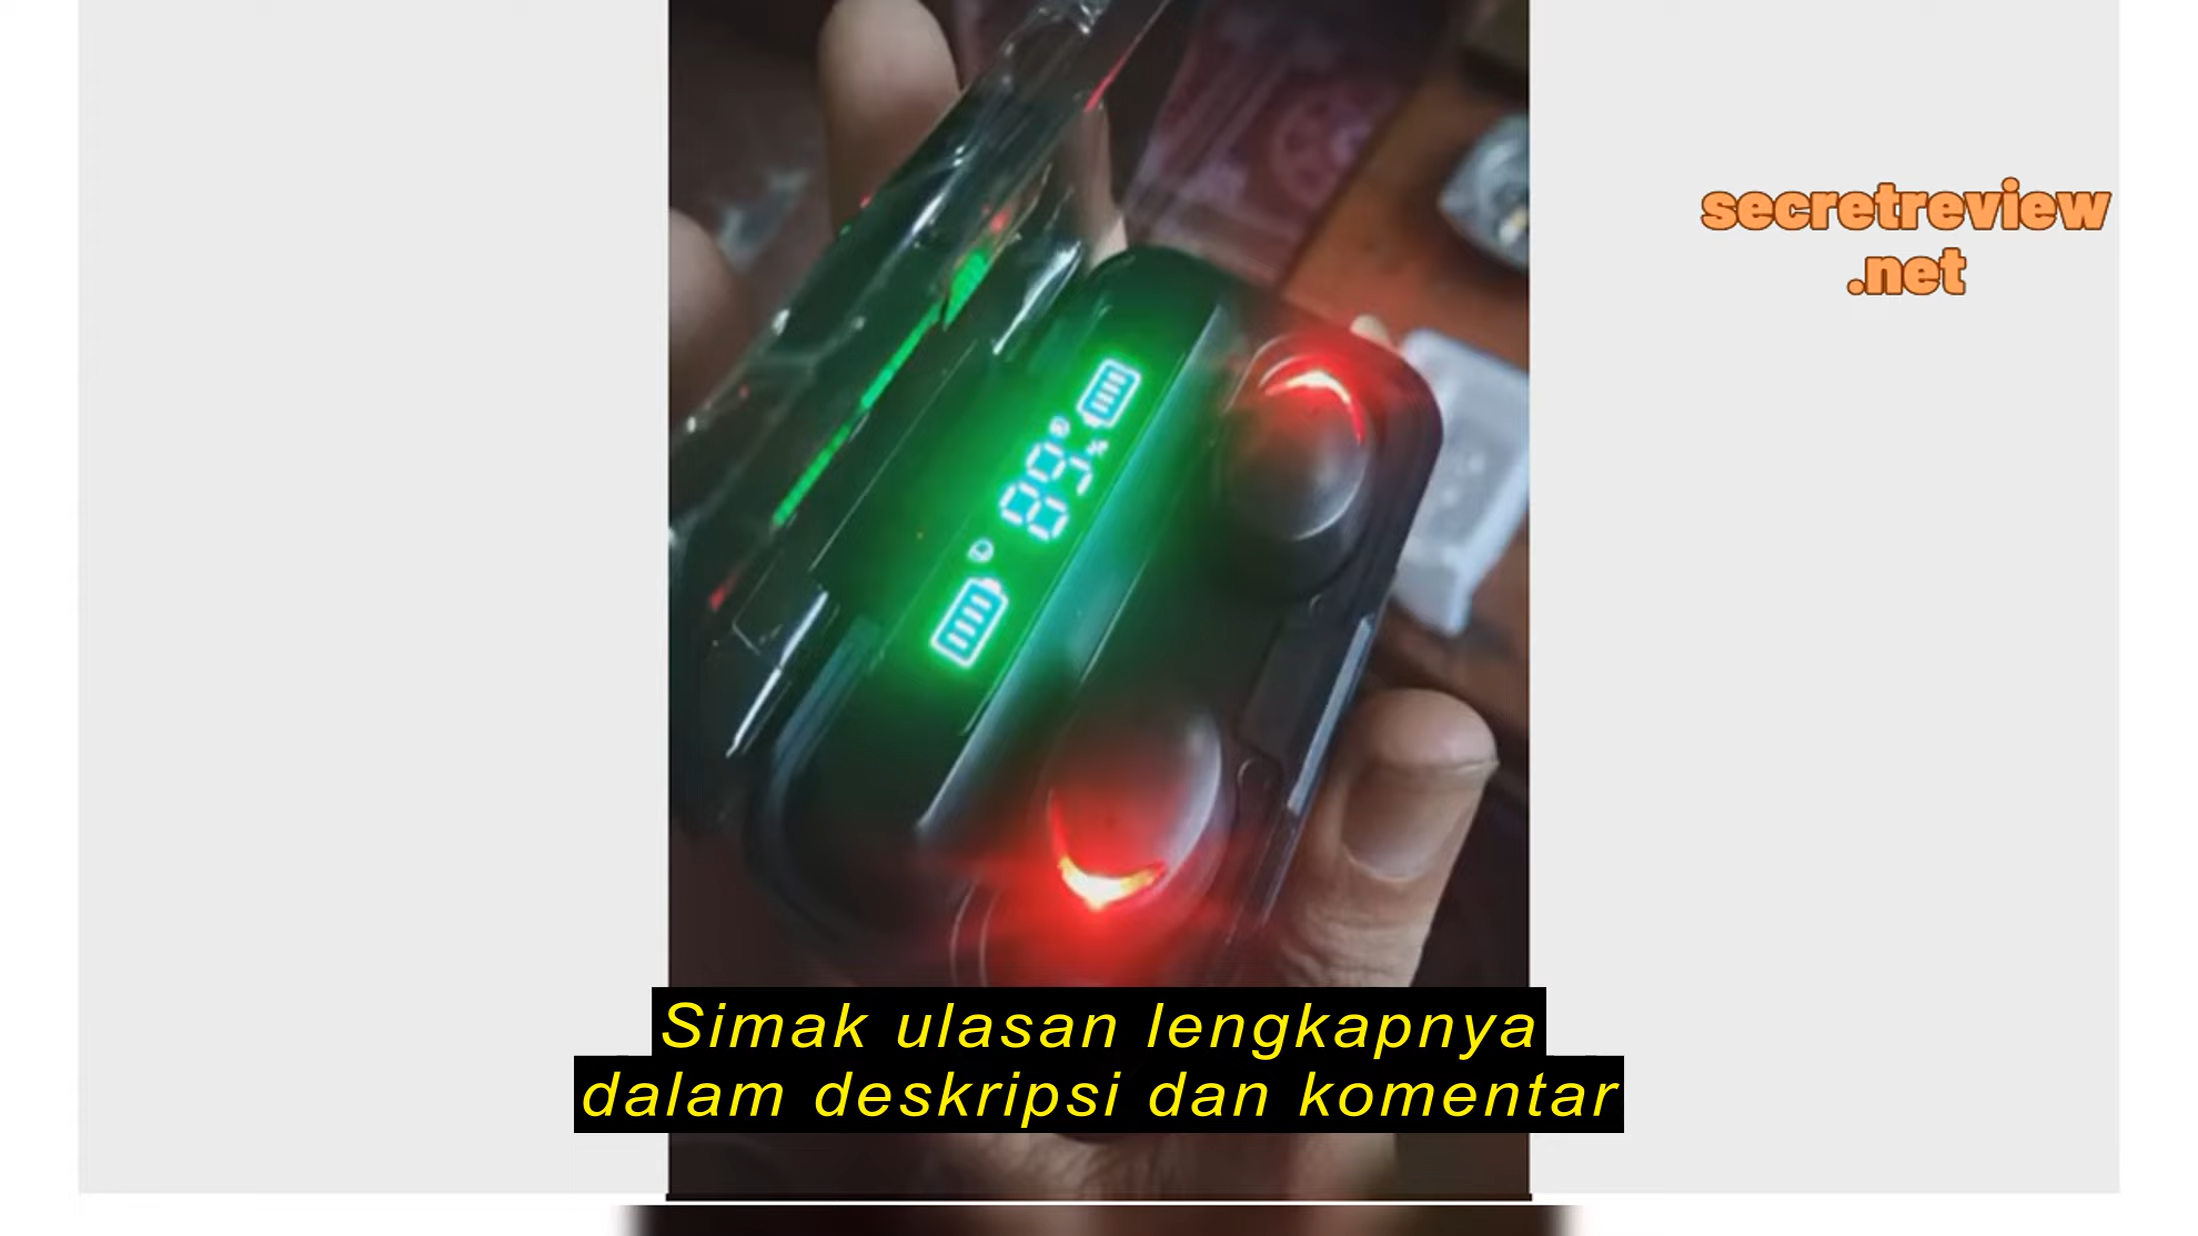 secretreview
.net
Simak ulasan lengkapnya
dalam deskripsi dan komentar